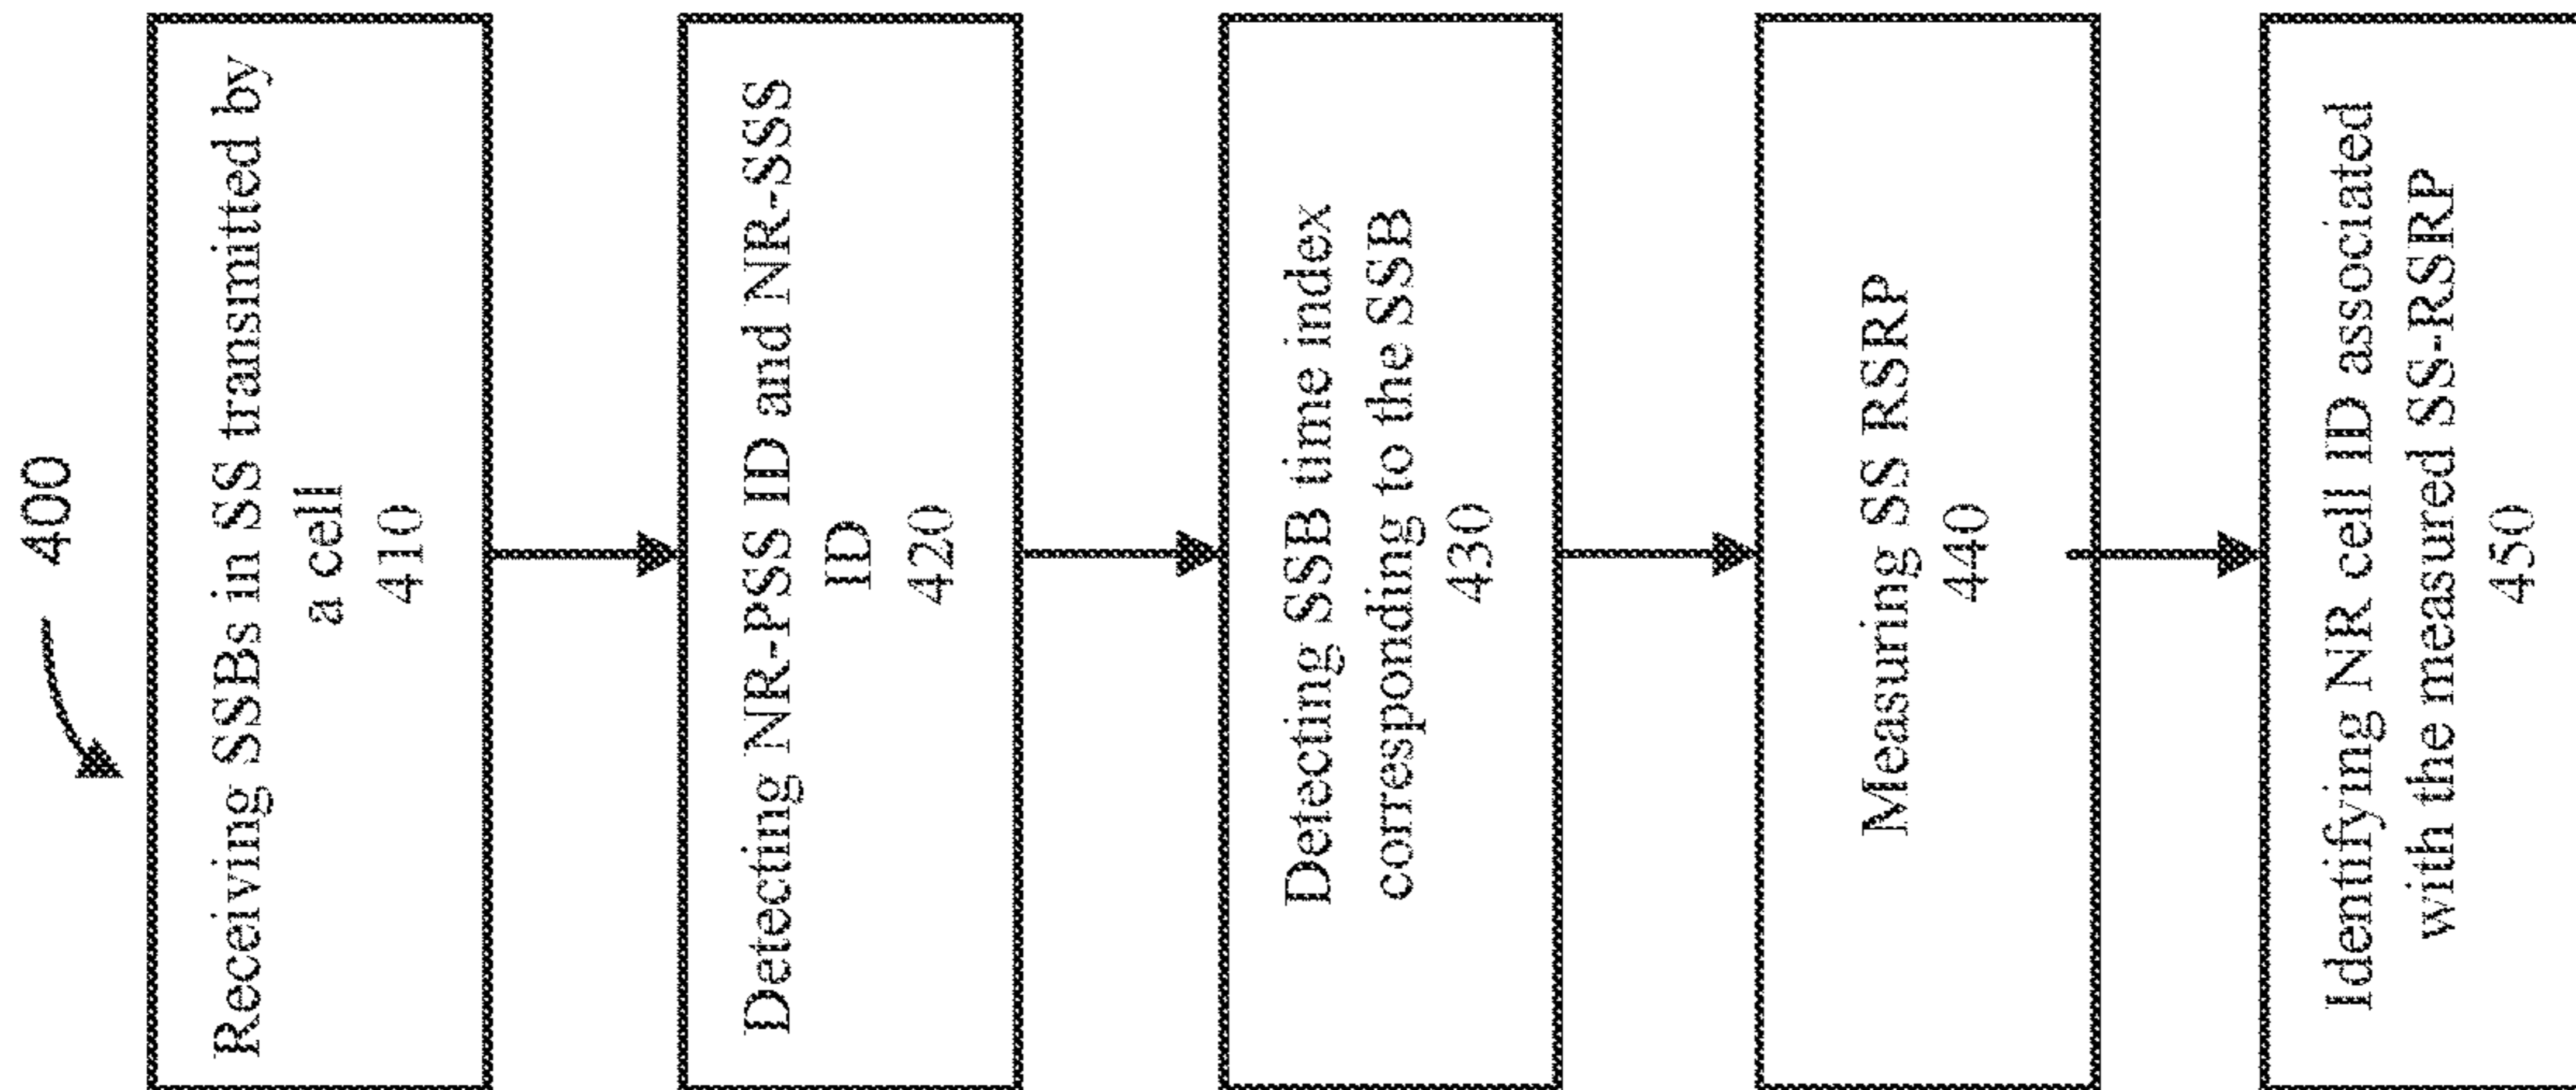 400
Receiving SSBs in SS transmitted by
a cell
410
Detecting NR-PSS ID and NR-SSS
ID
420
Detecting SSB time index
corresponding to the SSB
430
Measuring SS RSRP
440
Identifying NR cell ID associated
with the measured SS-RSRP
450